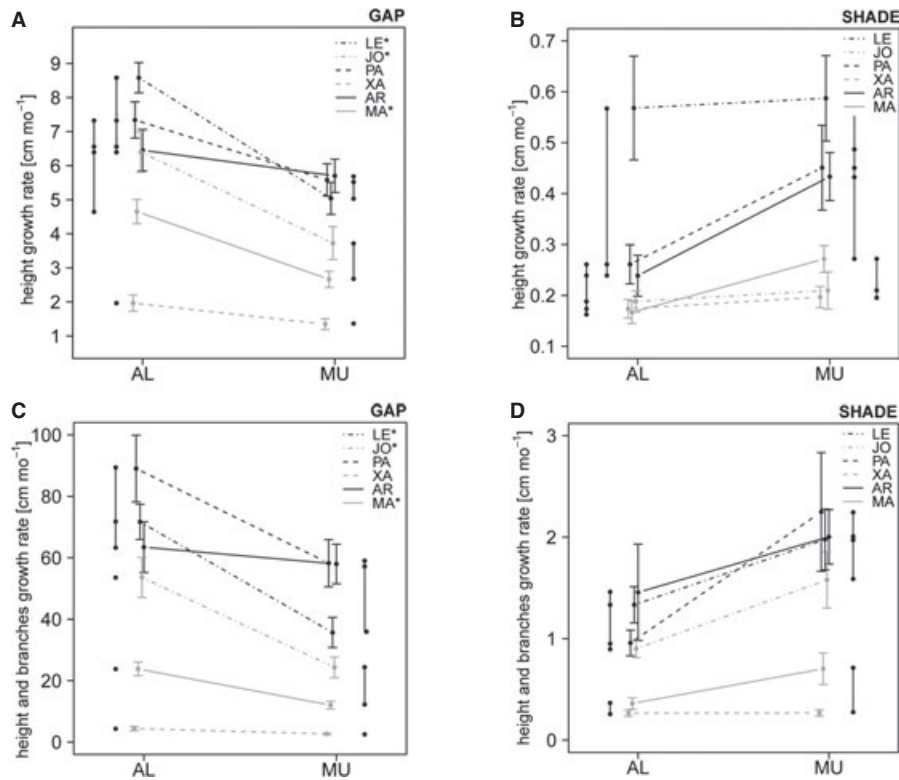 A
GAP
height growth rate [cm mo⁻¹]
9
8
7
6
5
4
3
2
1
LE*
JO*
PA
XA
AR
MA*
AL
MU
B
SHADE
height growth rate [cm mo⁻¹]
0.7
0.6
0.5
0.4
0.3
0.2
0.1
LE
JO
PA
XA
AR
MA
AL
MU
C
GAP
height and branches growth rate [cm mo⁻¹]
100
80
60
40
20
0
LE*
JO*
PA
XA
AR
MA*
AL
MU
D
SHADE
height and branches growth rate [cm mo⁻¹]
3
2
1
0
LE
JO
PA
XA
AR
MA
AL
MU